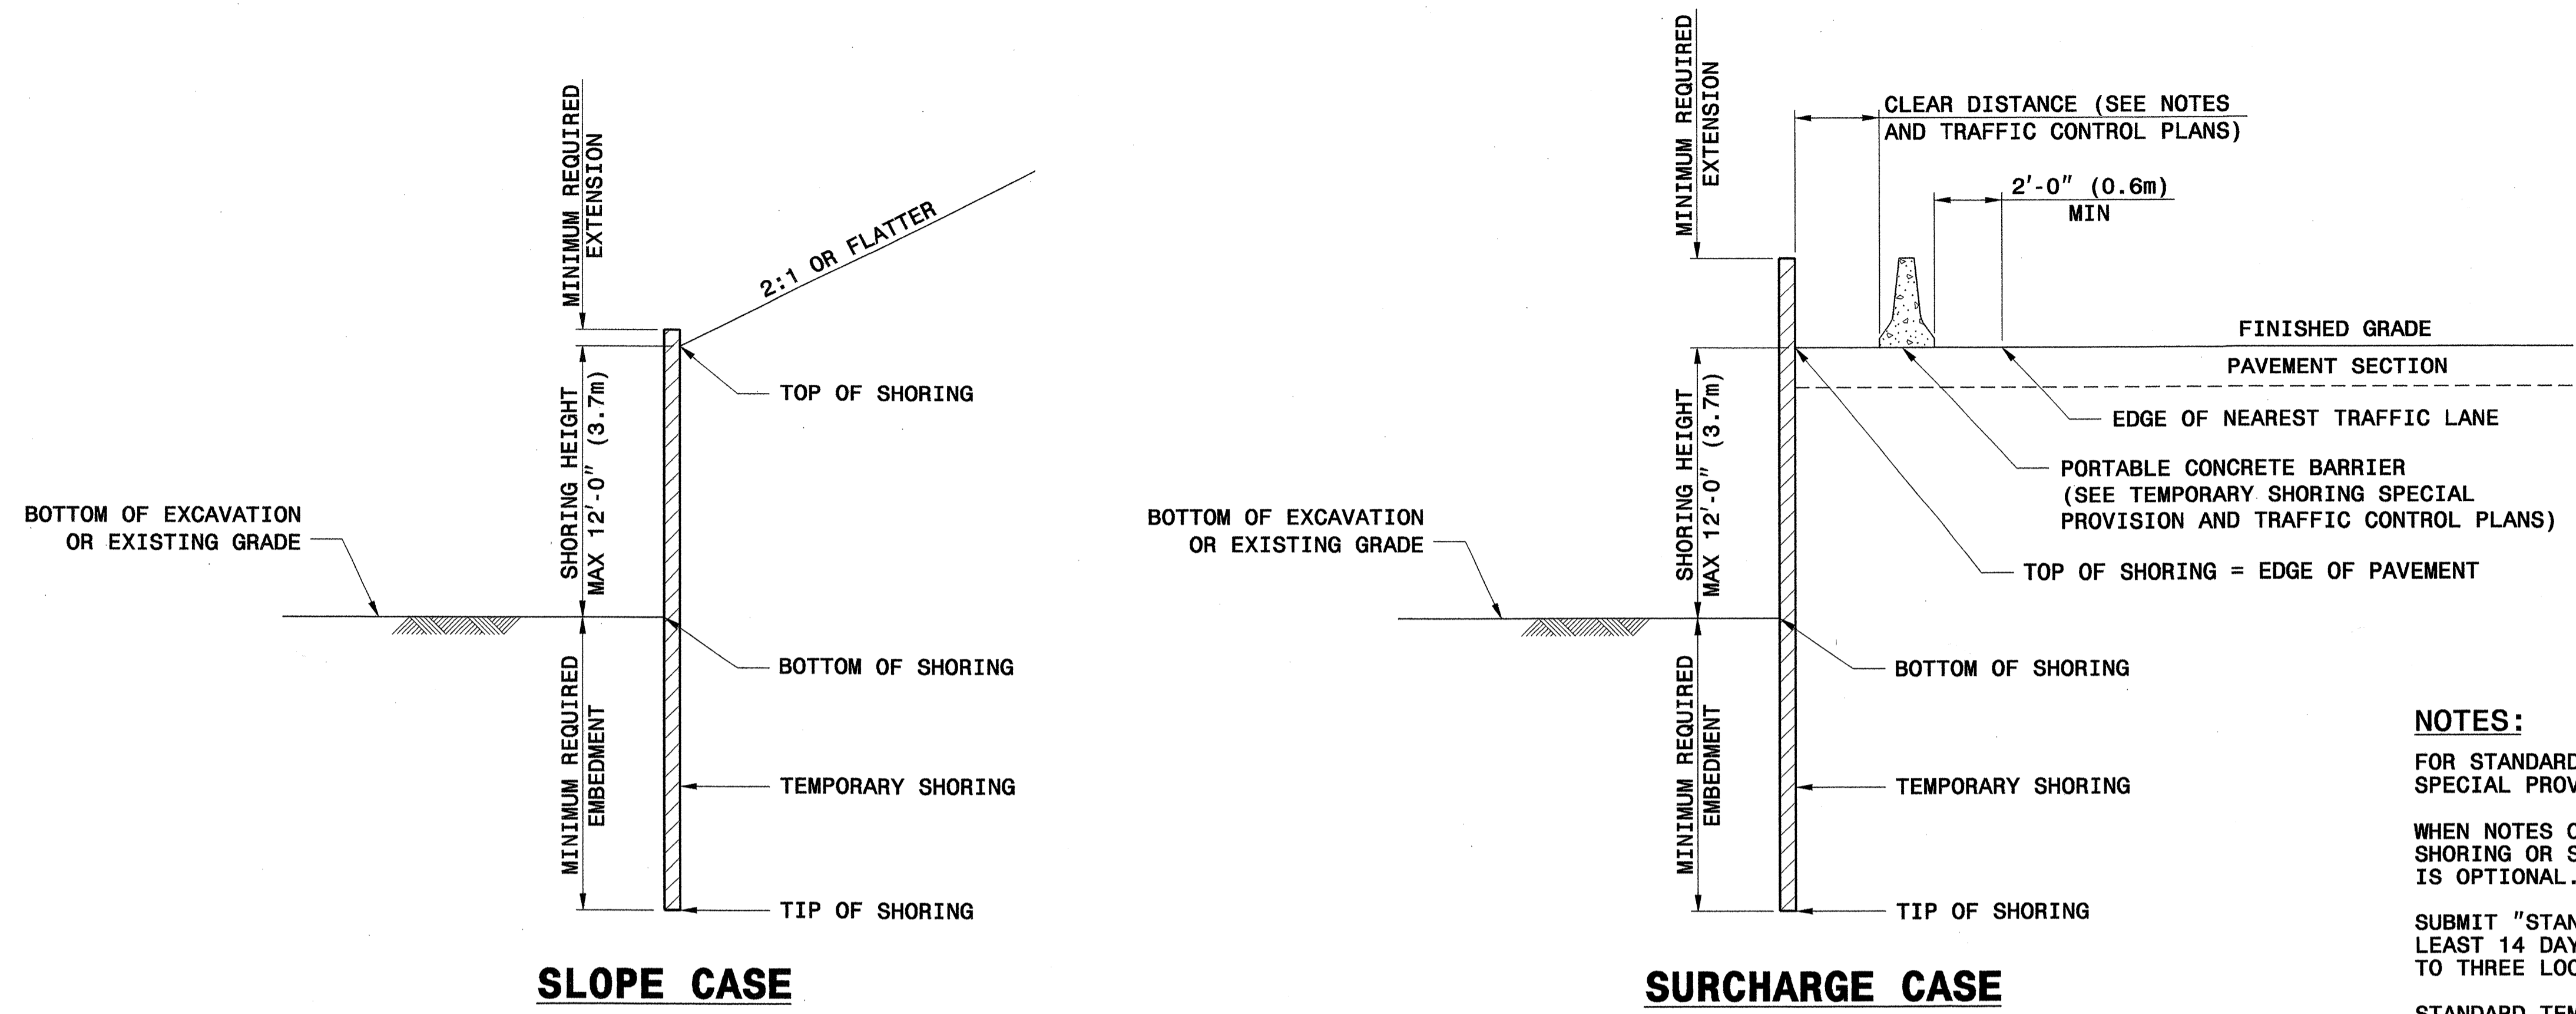 MINIMUM REQUIRED
EXTENSION
2:1 OR FLATTER
SHORING HEIGHT
MAX 12'-0" (3.7m)
TOP OF SHORING
BOTTOM OF EXCAVATION
OR EXISTING GRADE
BOTTOM OF SHORING
MINIMUM REQUIRED
EMBEDMENT
TEMPORARY SHORING
TIP OF SHORING
SLOPE CASE
MINIMUM REQUIRED
EXTENSION
CLEAR DISTANCE (SEE NOTES
AND TRAFFIC CONTROL PLANS)
2'-0" (0.6m)
MIN
FINISHED GRADE
PAVEMENT SECTION
EDGE OF NEAREST TRAFFIC LANE
PORTABLE CONCRETE BARRIER
(SEE TEMPORARY SHORING SPECIAL
PROVISION AND TRAFFIC CONTROL PLANS)
TOP OF SHORING = EDGE OF PAVEMENT
SHORING HEIGHT
MAX 12'-0" (3.7m)
BOTTOM OF EXCAVATION
OR EXISTING GRADE
BOTTOM OF SHORING
MINIMUM REQUIRED
EMBEDMENT
TEMPORARY SHORING
TIP OF SHORING
SURCHARGE CASE
NOTES:
FOR STANDARD
SPECIAL
WHEN NOTES
SHORING OR
IS OPTIONAL.
SUBMIT
LEAST 14
TO THREE
STANDARD